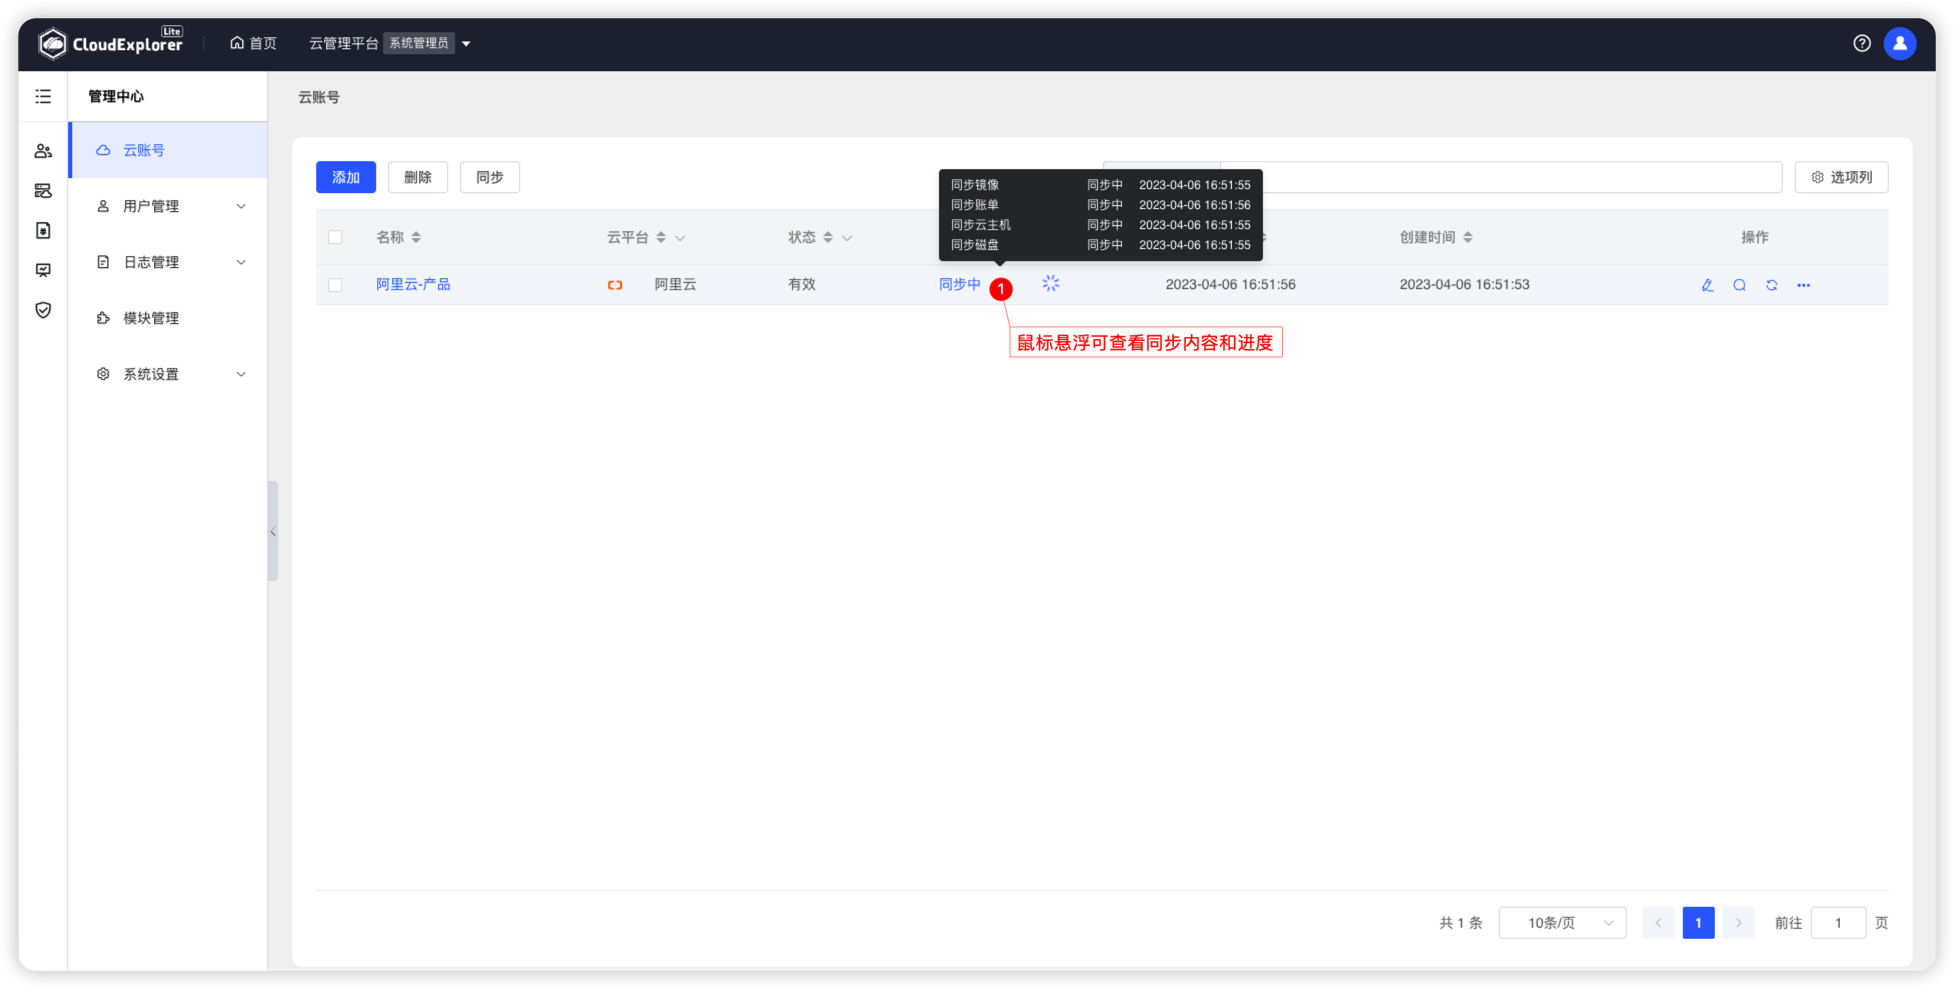 CloudExplorer Lite
首页
云管理平台 系统管理员
管理中心
云账号
用户管理
日志管理
模块管理
系统设置
云账号
添加 删除 同步
选项列
同步镜像 同步中 2023-04-06 16:51:55
同步账单 同步中 2023-04-06 16:51:56
同步云主机 同步中 2023-04-06 16:51:55
同步磁盘 同步中 2023-04-06 16:51:55
名称 云平台 状态 创建时间 操作
阿里云-产品 阿里云 有效 同步中 1 2023-04-06 16:51:56 2023-04-06 16:51:53
鼠标悬浮可查看同步内容和进度
共 1 条 10条/页 1 前往 1 页